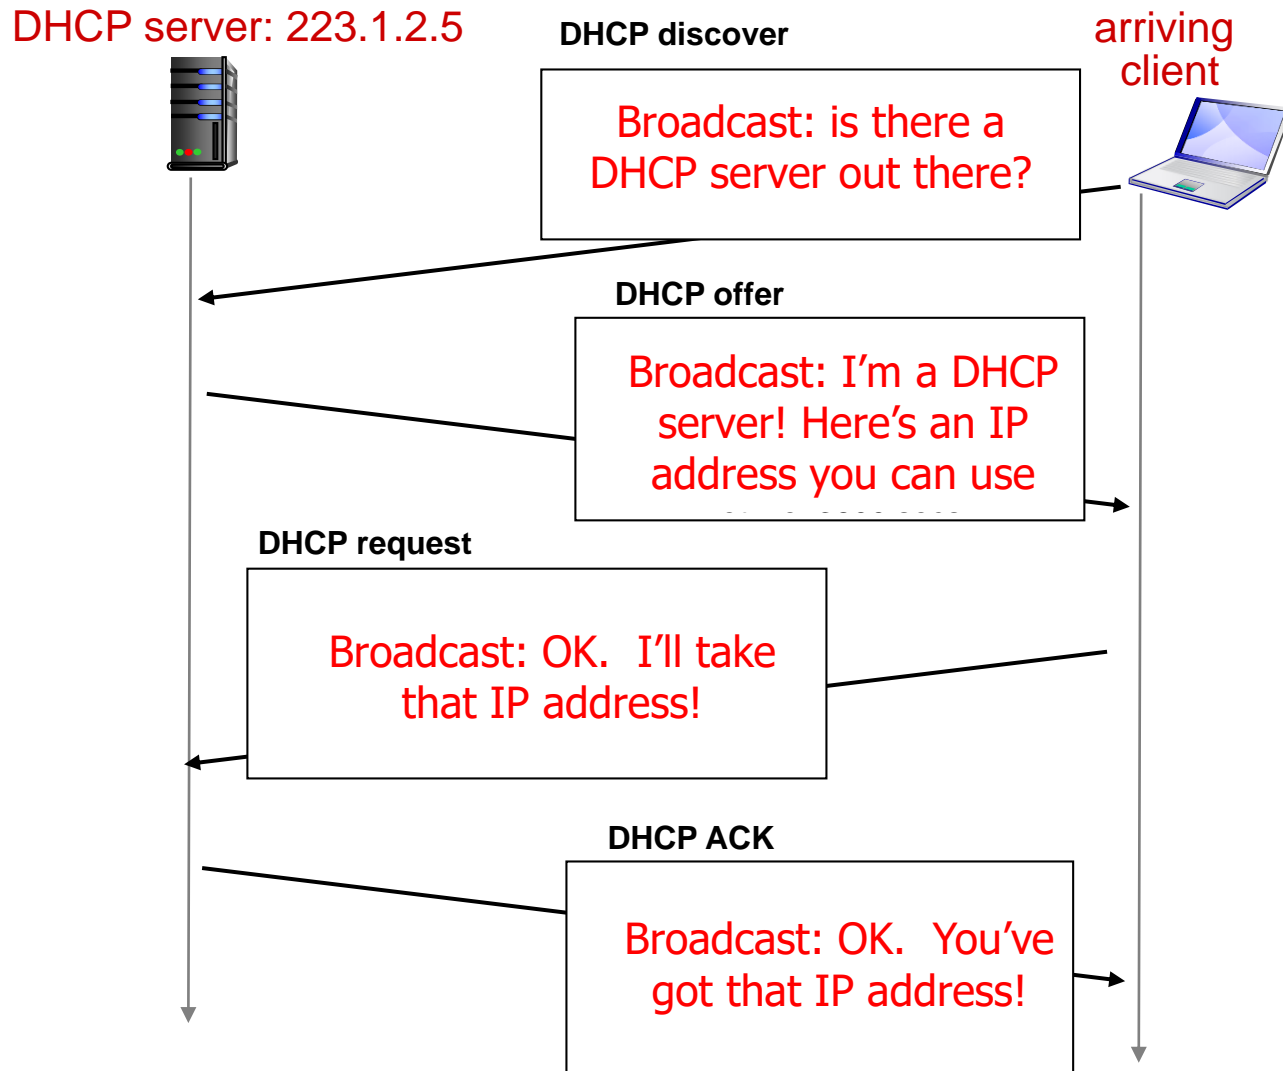 DHCP server: 223.1.2.5
DHCP discover
arriving
client
Broadcast: is there a
DHCP server out there?
DHCP offer
Broadcast: I’m a DHCP
server! Here’s an IP
address you can use
DHCP request
Broadcast: OK.  I’ll take
that IP address!
DHCP ACK
Broadcast: OK.  You’ve
got that IP address!